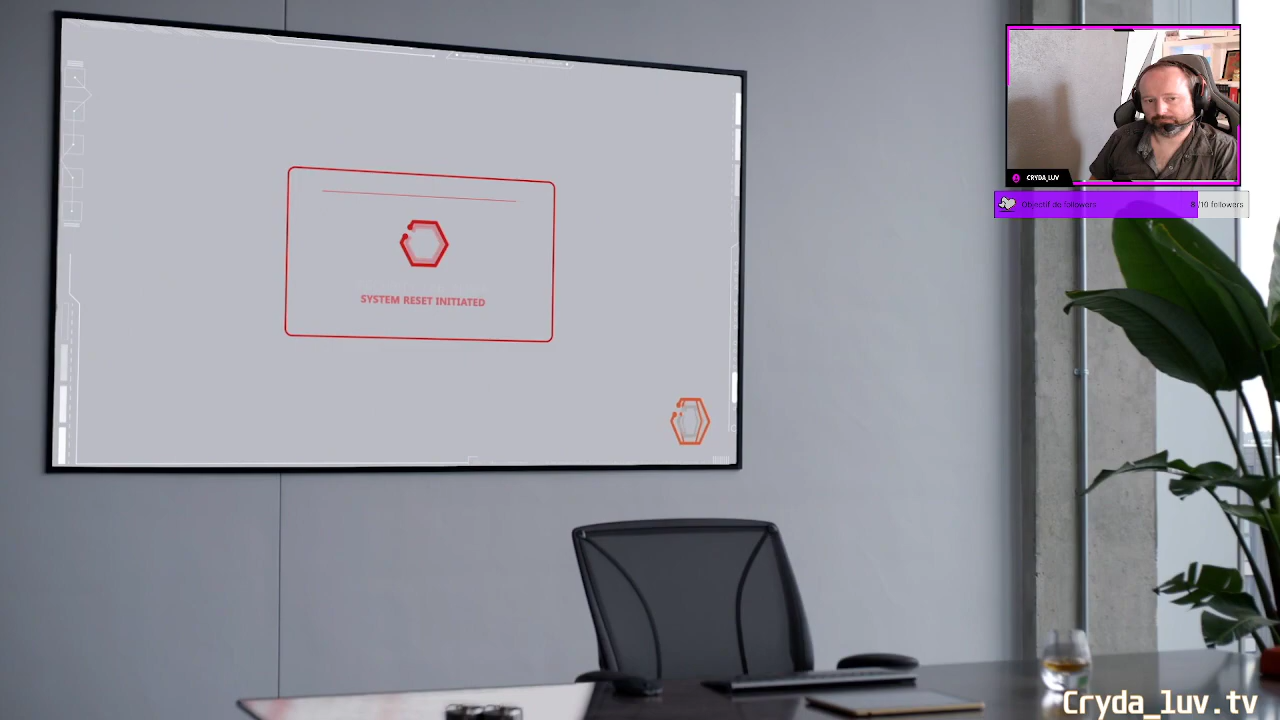 CRYDA_LUV
Objectif de followers
8 /10 followers
SYSTEM RESET INITIATED
Cryda_luv.tv